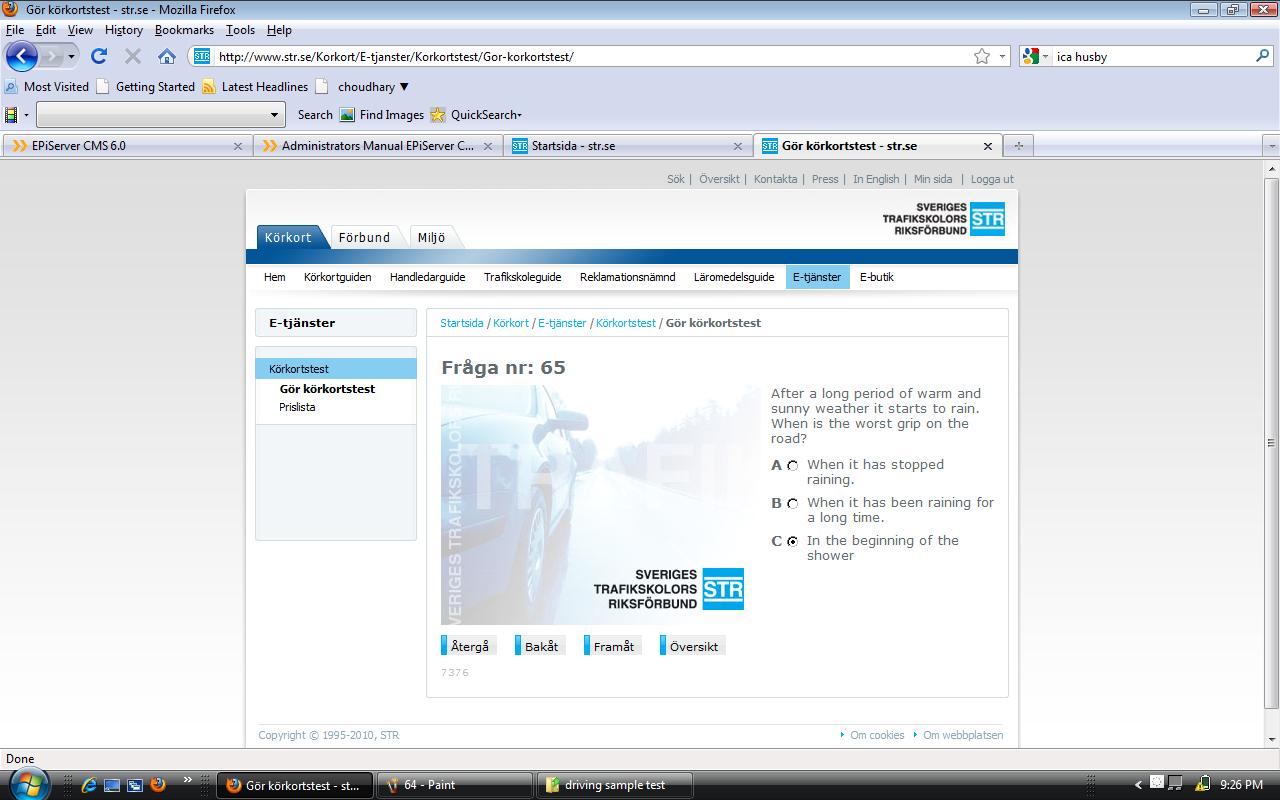 Gör körkortstest - str.se - Mozilla Firefox
File Edit View History Bookmarks Tools Help
STR http://www.str.se/Korkort/E-tjanster/Korkortstest/Gor-korkortstest/ ica husby
Most Visited Getting Started Latest Headlines choudhary
Search Find Images QuickSearch
EPiServer CMS 6.0 Administrators Manual EPiServer C... STR Startsida - str.se STR Gör körkortstest - str.se
Sök | Översikt | Kontakta | Press | In English | Min sida | Logga ut
SVERIGES
TRAFIKSKOLORS STR
RIKSFÖRBUND
Körkort Förbund Miljö
Hem Körkortguiden Handledarguide Trafikskoleguide Reklamationsnämnd Läromedelsguide E-tjänster E-butik
E-tjänster
Körkortstest
Gör körkortstest
Prislista
Startsida / Körkort / E-tjänster / Körkortstest / Gör körkortstest
Fråga nr: 65
After a long period of warm and
sunny weather it starts to rain.
When is the worst grip on the
road?
A When it has stopped
raining.
B When it has been raining for
a long time.
C In the beginning of the
shower
SVERIGES TRAFIKSKOLORS R
TRAFIK
SVERIGES
TRAFIKSKOLORS STR
RIKSFÖRBUND
Återgå Bakåt Framåt Översikt
7376
Copyright © 1995-2010, STR Om cookies Om webbplatsen
Done
Gör körkortstest - st... 64 - Paint driving sample test 9:26 PM